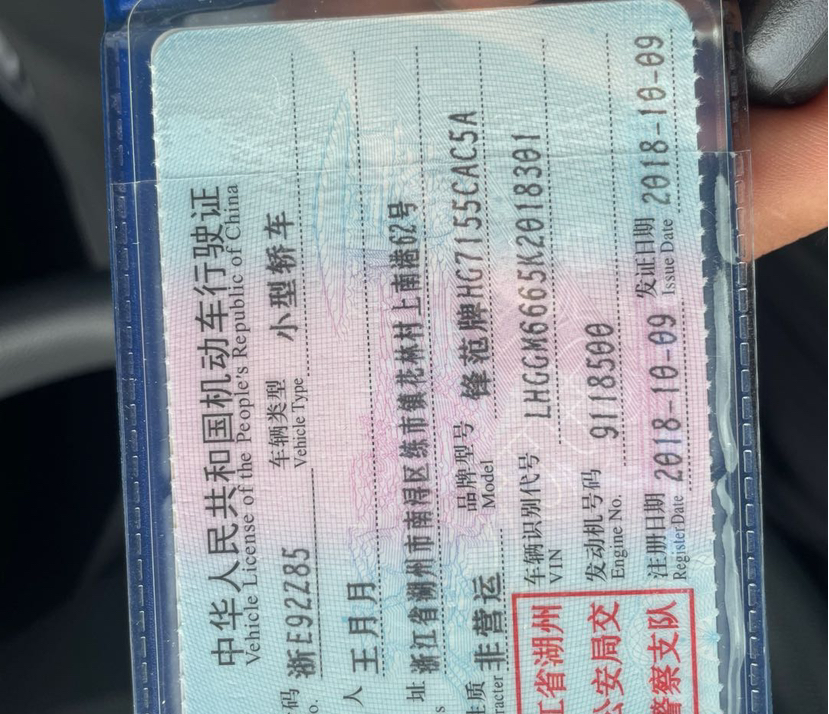 中华人民共和国机动车行驶证
Vehicle License of the People's Republic of China
码 浙E92Z85 车辆类型 小型轿车
o. Vehicle Type
人 王月月
址 浙江省湖州市南浔区练市镇花林村上南港62号
s
性质 非营运 品牌型号 锋范牌HG7155CAC5A
racter Model
江省湖州 车辆识别代号 LHGGM6665K2018301
VIN
公安局交 发动机号码 9118500
Engine No.
警察支队 注册日期 2018-10-09 发证日期 2018-10-09
Register Date Issue Date